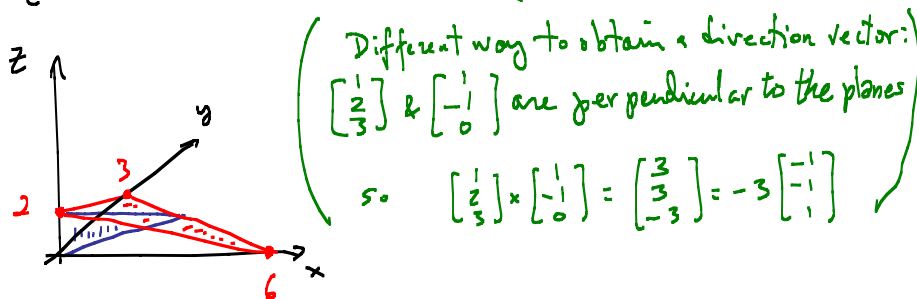 Different way to obtain a direction vector:
[1 2 3] & [1 -1 0] are perpendicular to the planes
so [1 2 3] × [1 -1 0] = [3 3 -3] = -3 [-1 -1 1]
z
y
3
2
x
6